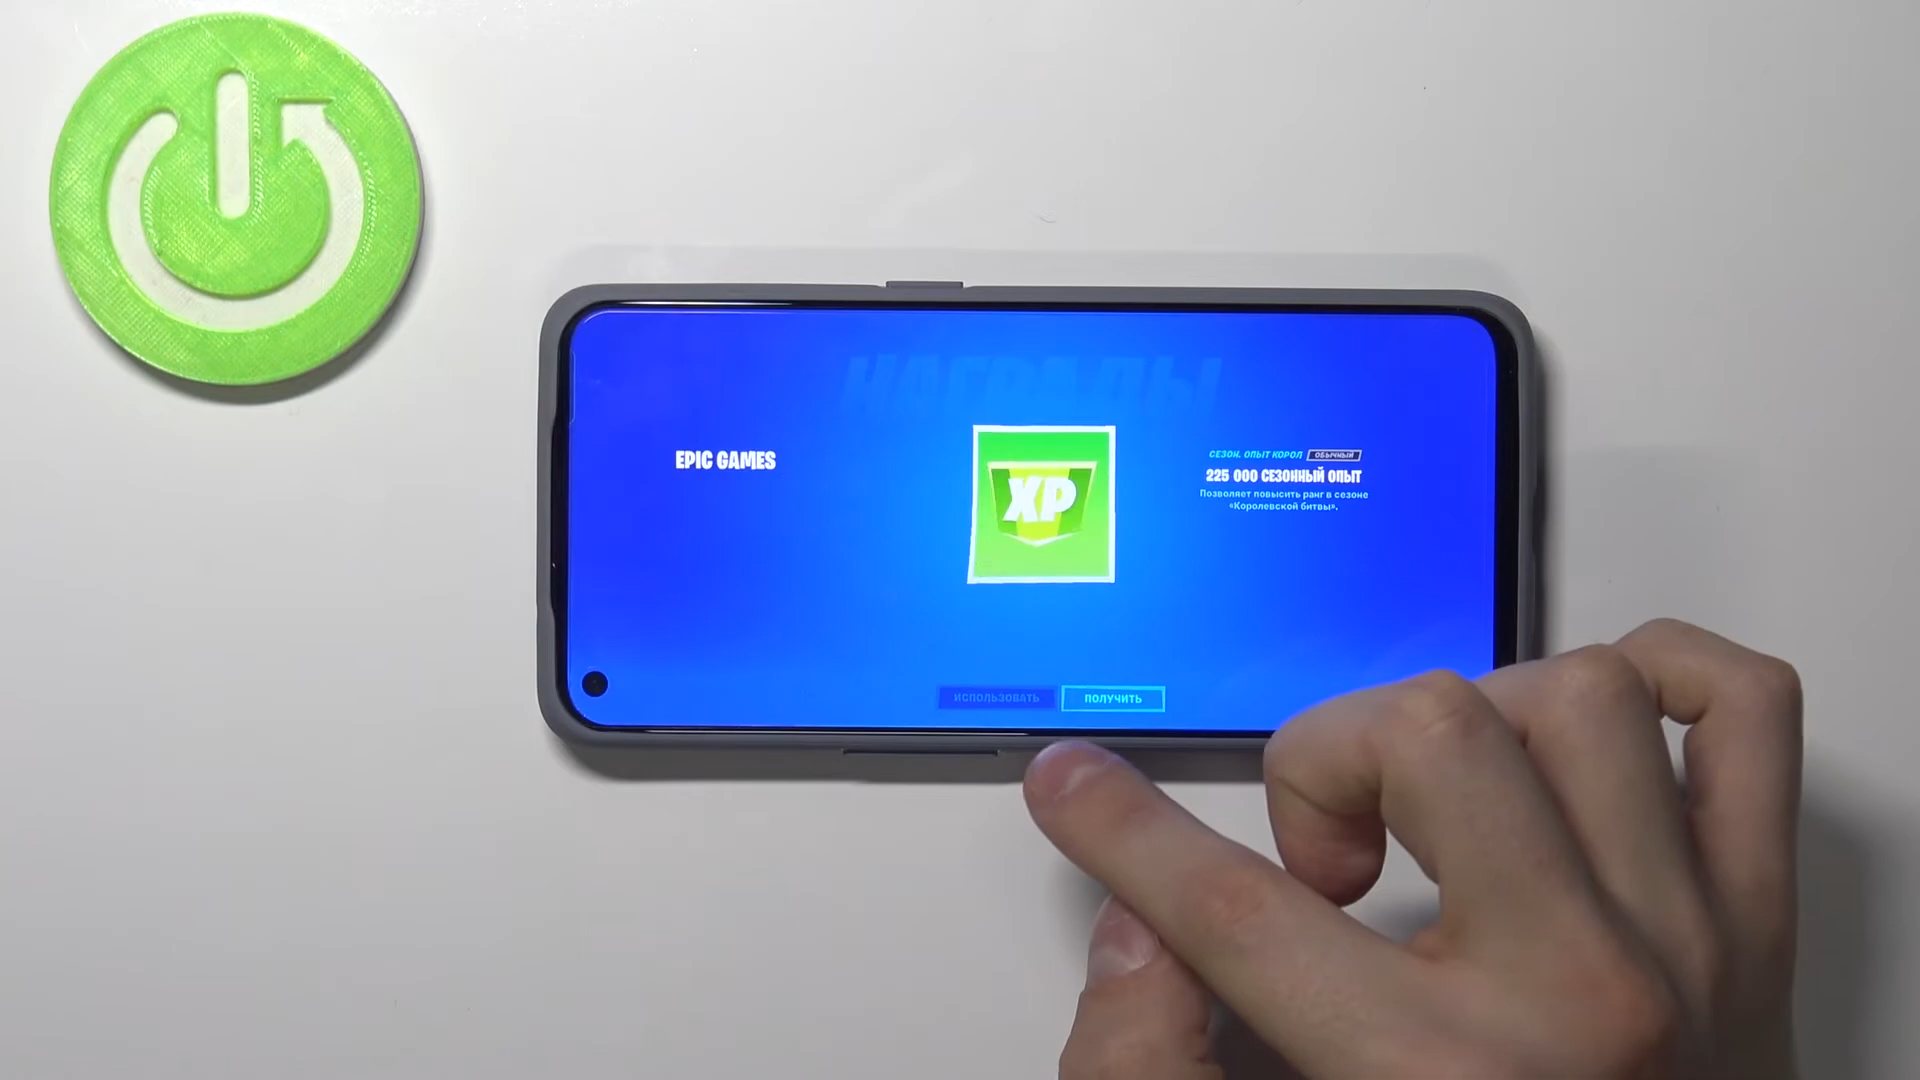 НАГРАДЫ
EPIC GAMES
XP
СЕЗОН. ОПЫТ КОРОЛ ОБЫЧНЫЙ
225 000 СЕЗОННЫЙ ОПЫТ
Позволяет повысить ранг в сезоне
«Королевской битвы».
ИСПОЛЬЗОВАТЬ ПОЛУЧИТЬ